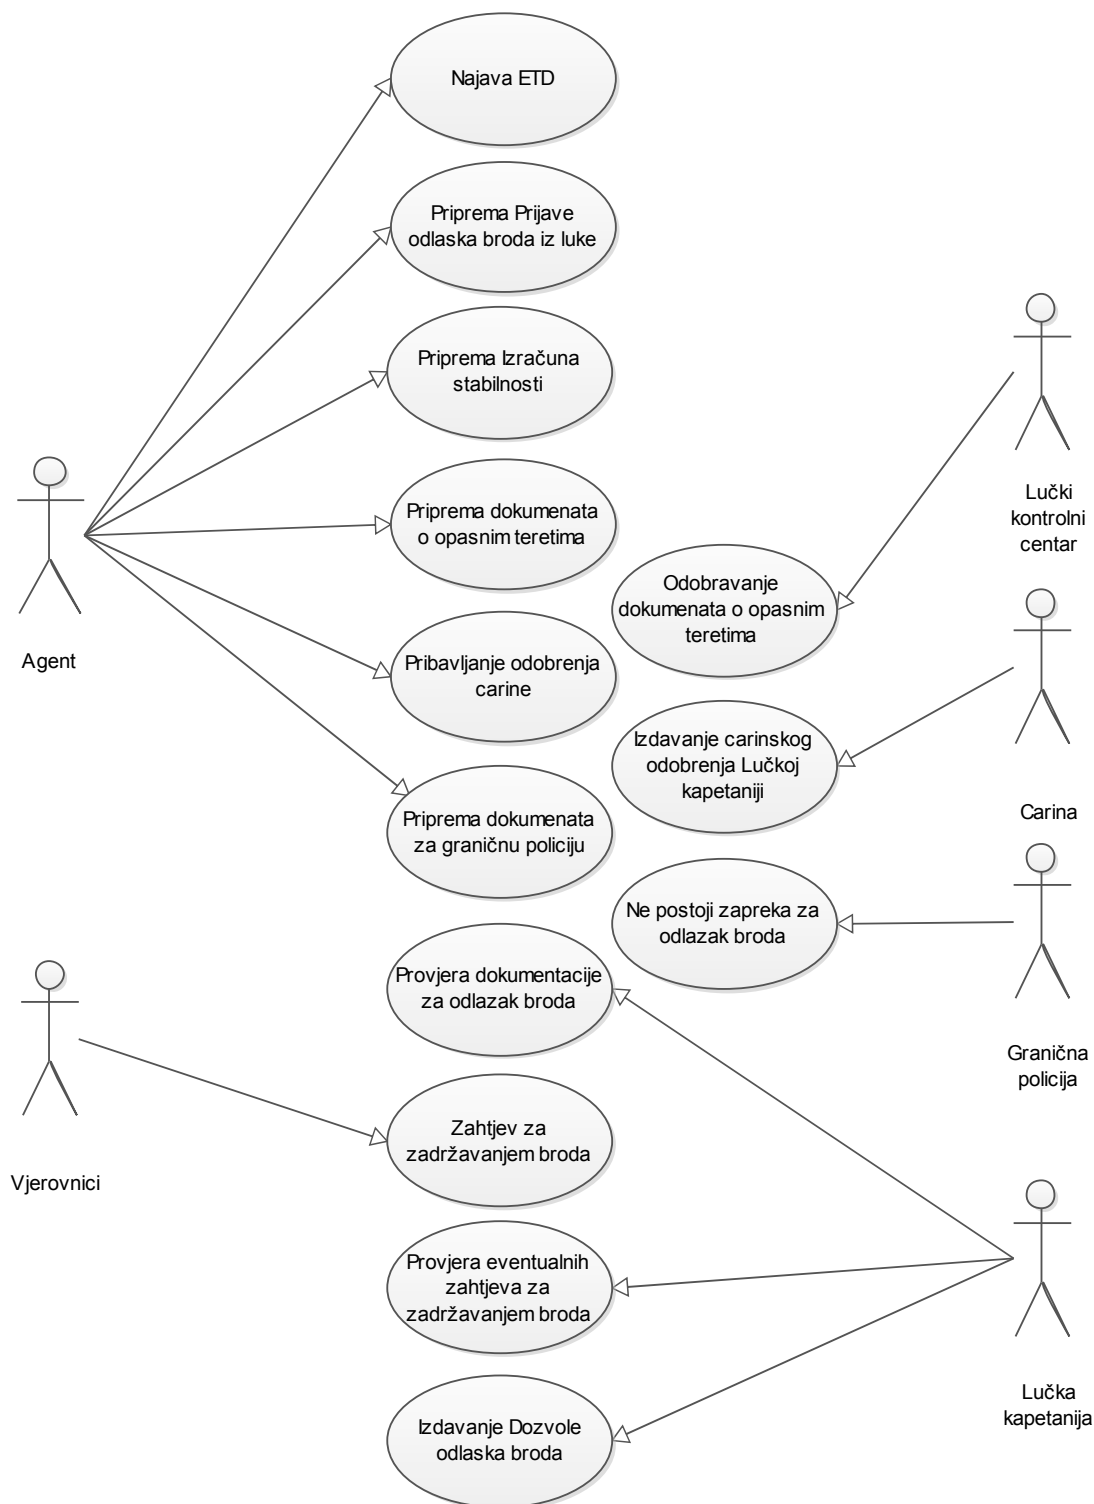 Najava ETD
Priprema Prijave
odlaska broda iz luke
Priprema Izračuna
stabilnosti
Lučki
kontrolni
centar
Priprema dokumenata
o opasnim teretima
Odobravanje
dokumenata o opasnim
teretima
Agent
Pribavljanje odobrenja
carine
Izdavanje carinskog
odobrenja Lučkoj
kapetaniji
Carina
Priprema dokumenata
za graničnu policiju
Ne postoji zapreka za
odlazak broda
Provjera dokumentacije
za odlazak broda
Granična
policija
Zahtjev za
zadržavanjem broda
Vjerovnici
Provjera eventualnih
zahtjeva za
zadržavanjem broda
Lučka
kapetanija
Izdavanje Dozvole
odlaska broda